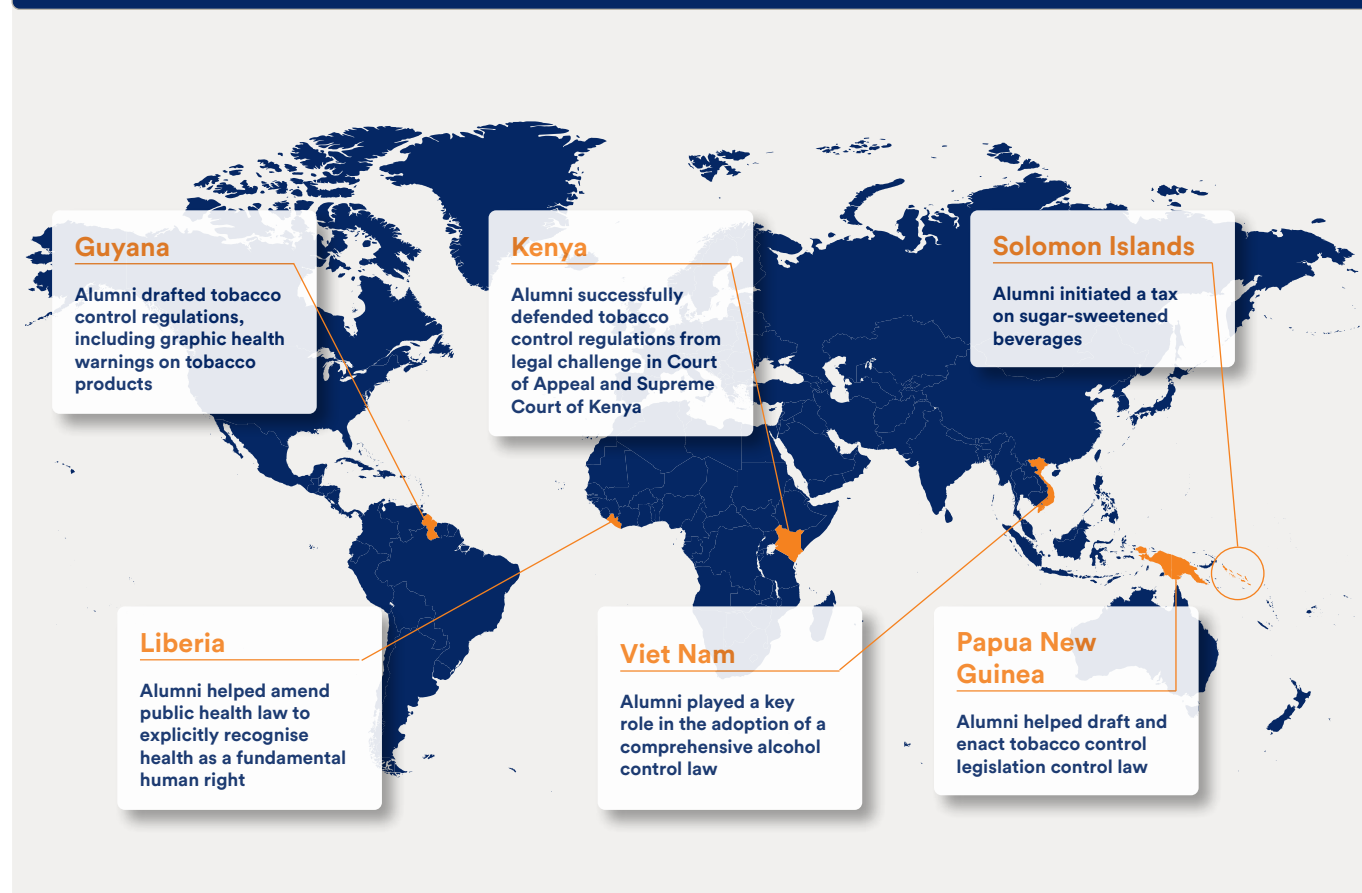 Guyana
Alumni drafted tobacco
control regulations,
including graphic health
warnings on tobacco
products
Kenya
Alumni successfully
defended tobacco
control regulations from
legal challenge in Court
of Appeal and Supreme
Court of Kenya
Solomon Islands
Alumni initiated a tax
on sugar-sweetened
beverages
Liberia
Alumni helped amend
public health law to
explicitly recognise
health as a fundamental
human right
Viet Nam
Alumni played a key
role in the adoption of a
comprehensive alcohol
control law
Papua New
Guinea
Alumni helped draft and
enact tobacco control
legislation control law